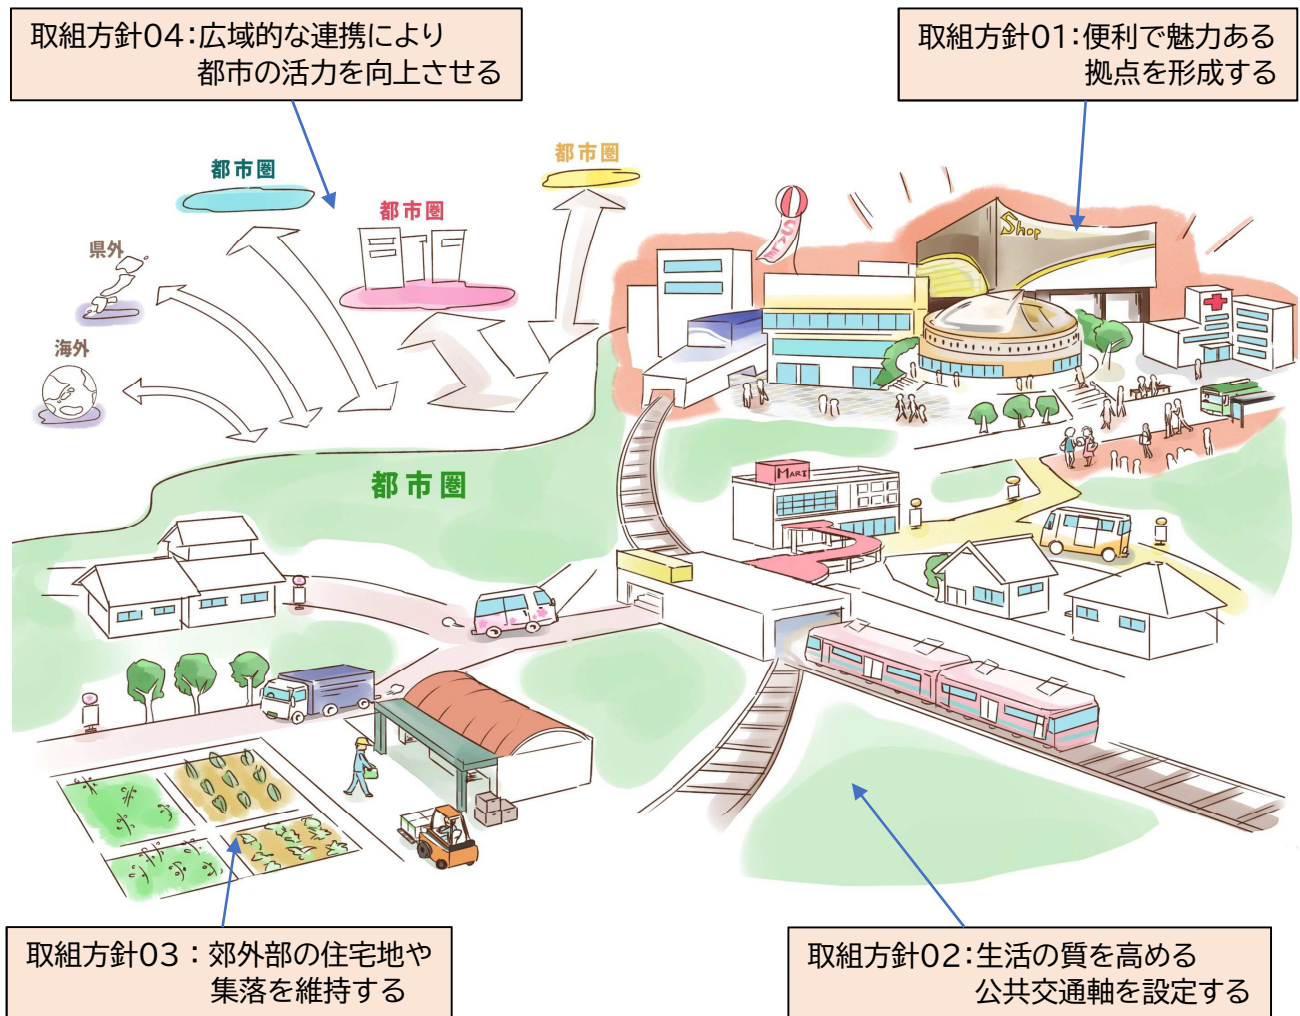 取組方針04:広域的な連携により
都市の活力を向上させる
取組方針01:便利で魅力ある
拠点を形成する
都市圏
都市圏
都市圏
県外
海外
Shop
SALE
都市圏
MART
取組方針03：郊外部の住宅地や
集落を維持する
取組方針02:生活の質を高める
公共交通軸を設定する